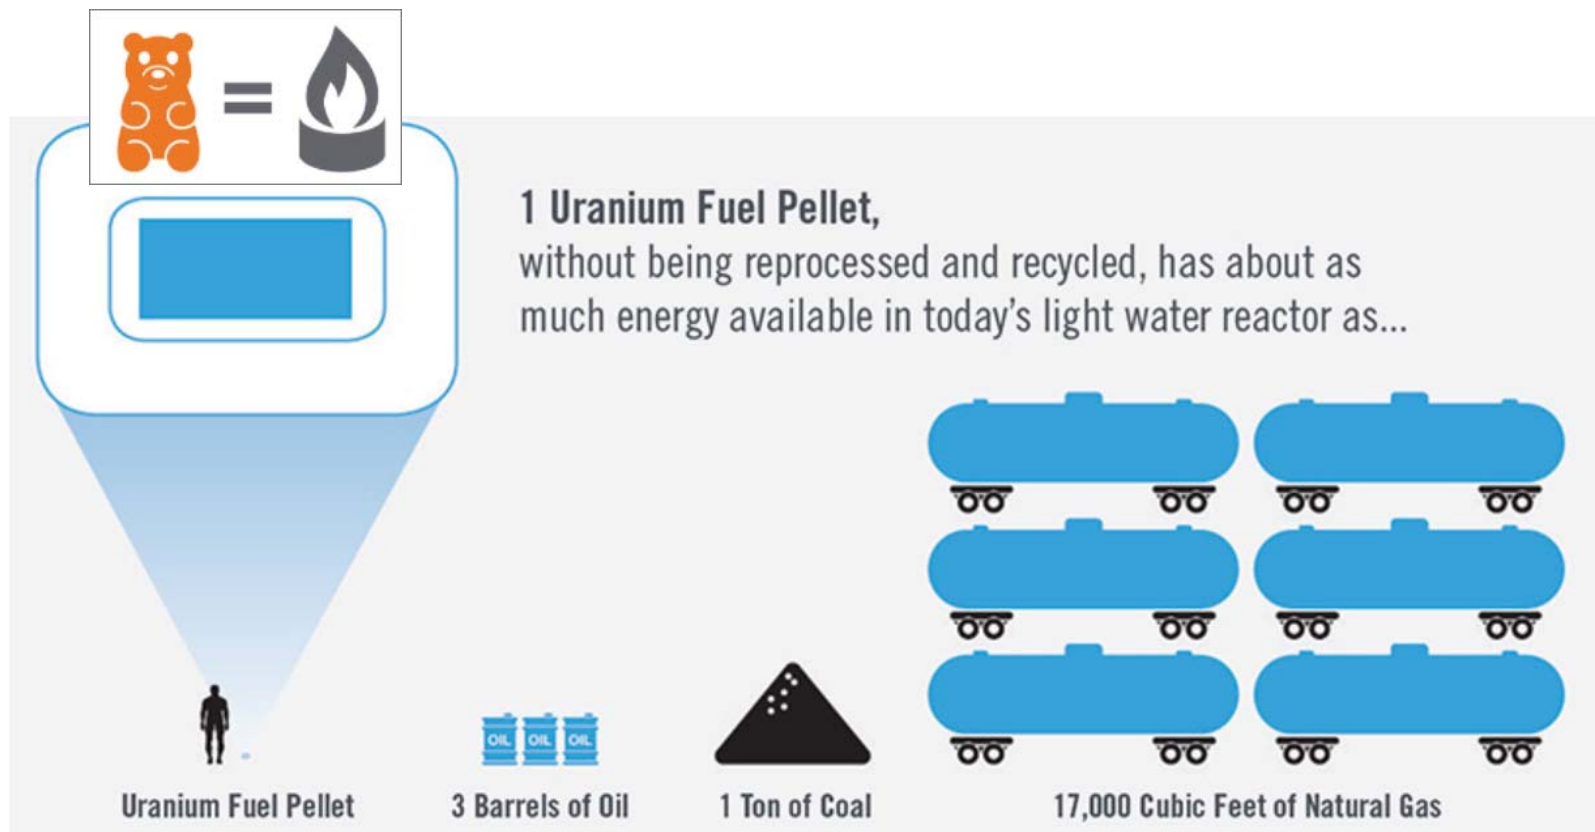 =
1 Uranium Fuel Pellet,
without being reprocessed and recycled, has about as
much energy available in today's light water reactor as...
OIL OIL OIL
Uranium Fuel Pellet
3 Barrels of Oil
1 Ton of Coal
17,000 Cubic Feet of Natural Gas